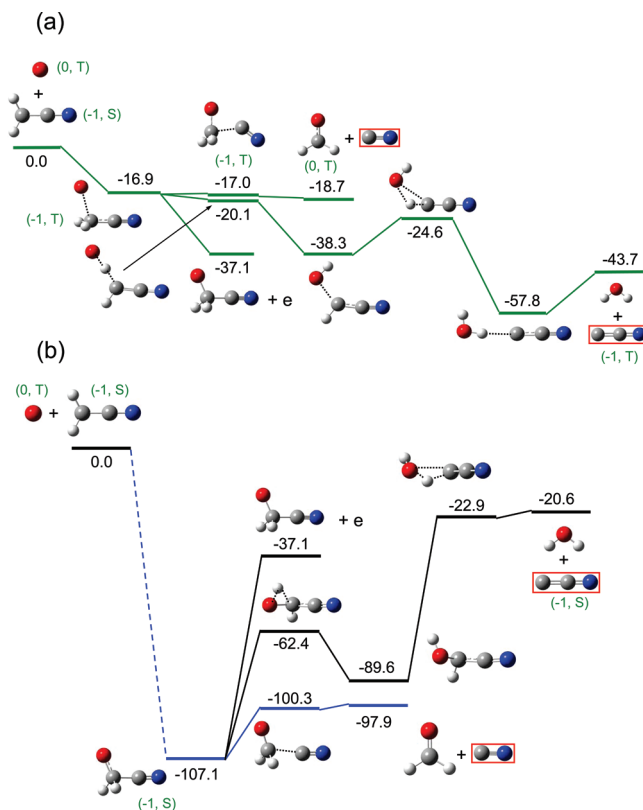 (a)
(0, T)
+
(-1, S)
0.0
-16.9
-17.0
(-1, T)
+
(0, T)
-18.7
(-1, T)
-20.1
-37.1
+ e
-38.3
-24.6
-57.8
-43.7
+
(-1, T)
(b)
(0, T)
(-1, S)
+
0.0
-107.1
(-1, S)
+ e
-37.1
-62.4
-89.6
-100.3
-97.9
+
-22.9
-20.6
+
(-1, S)